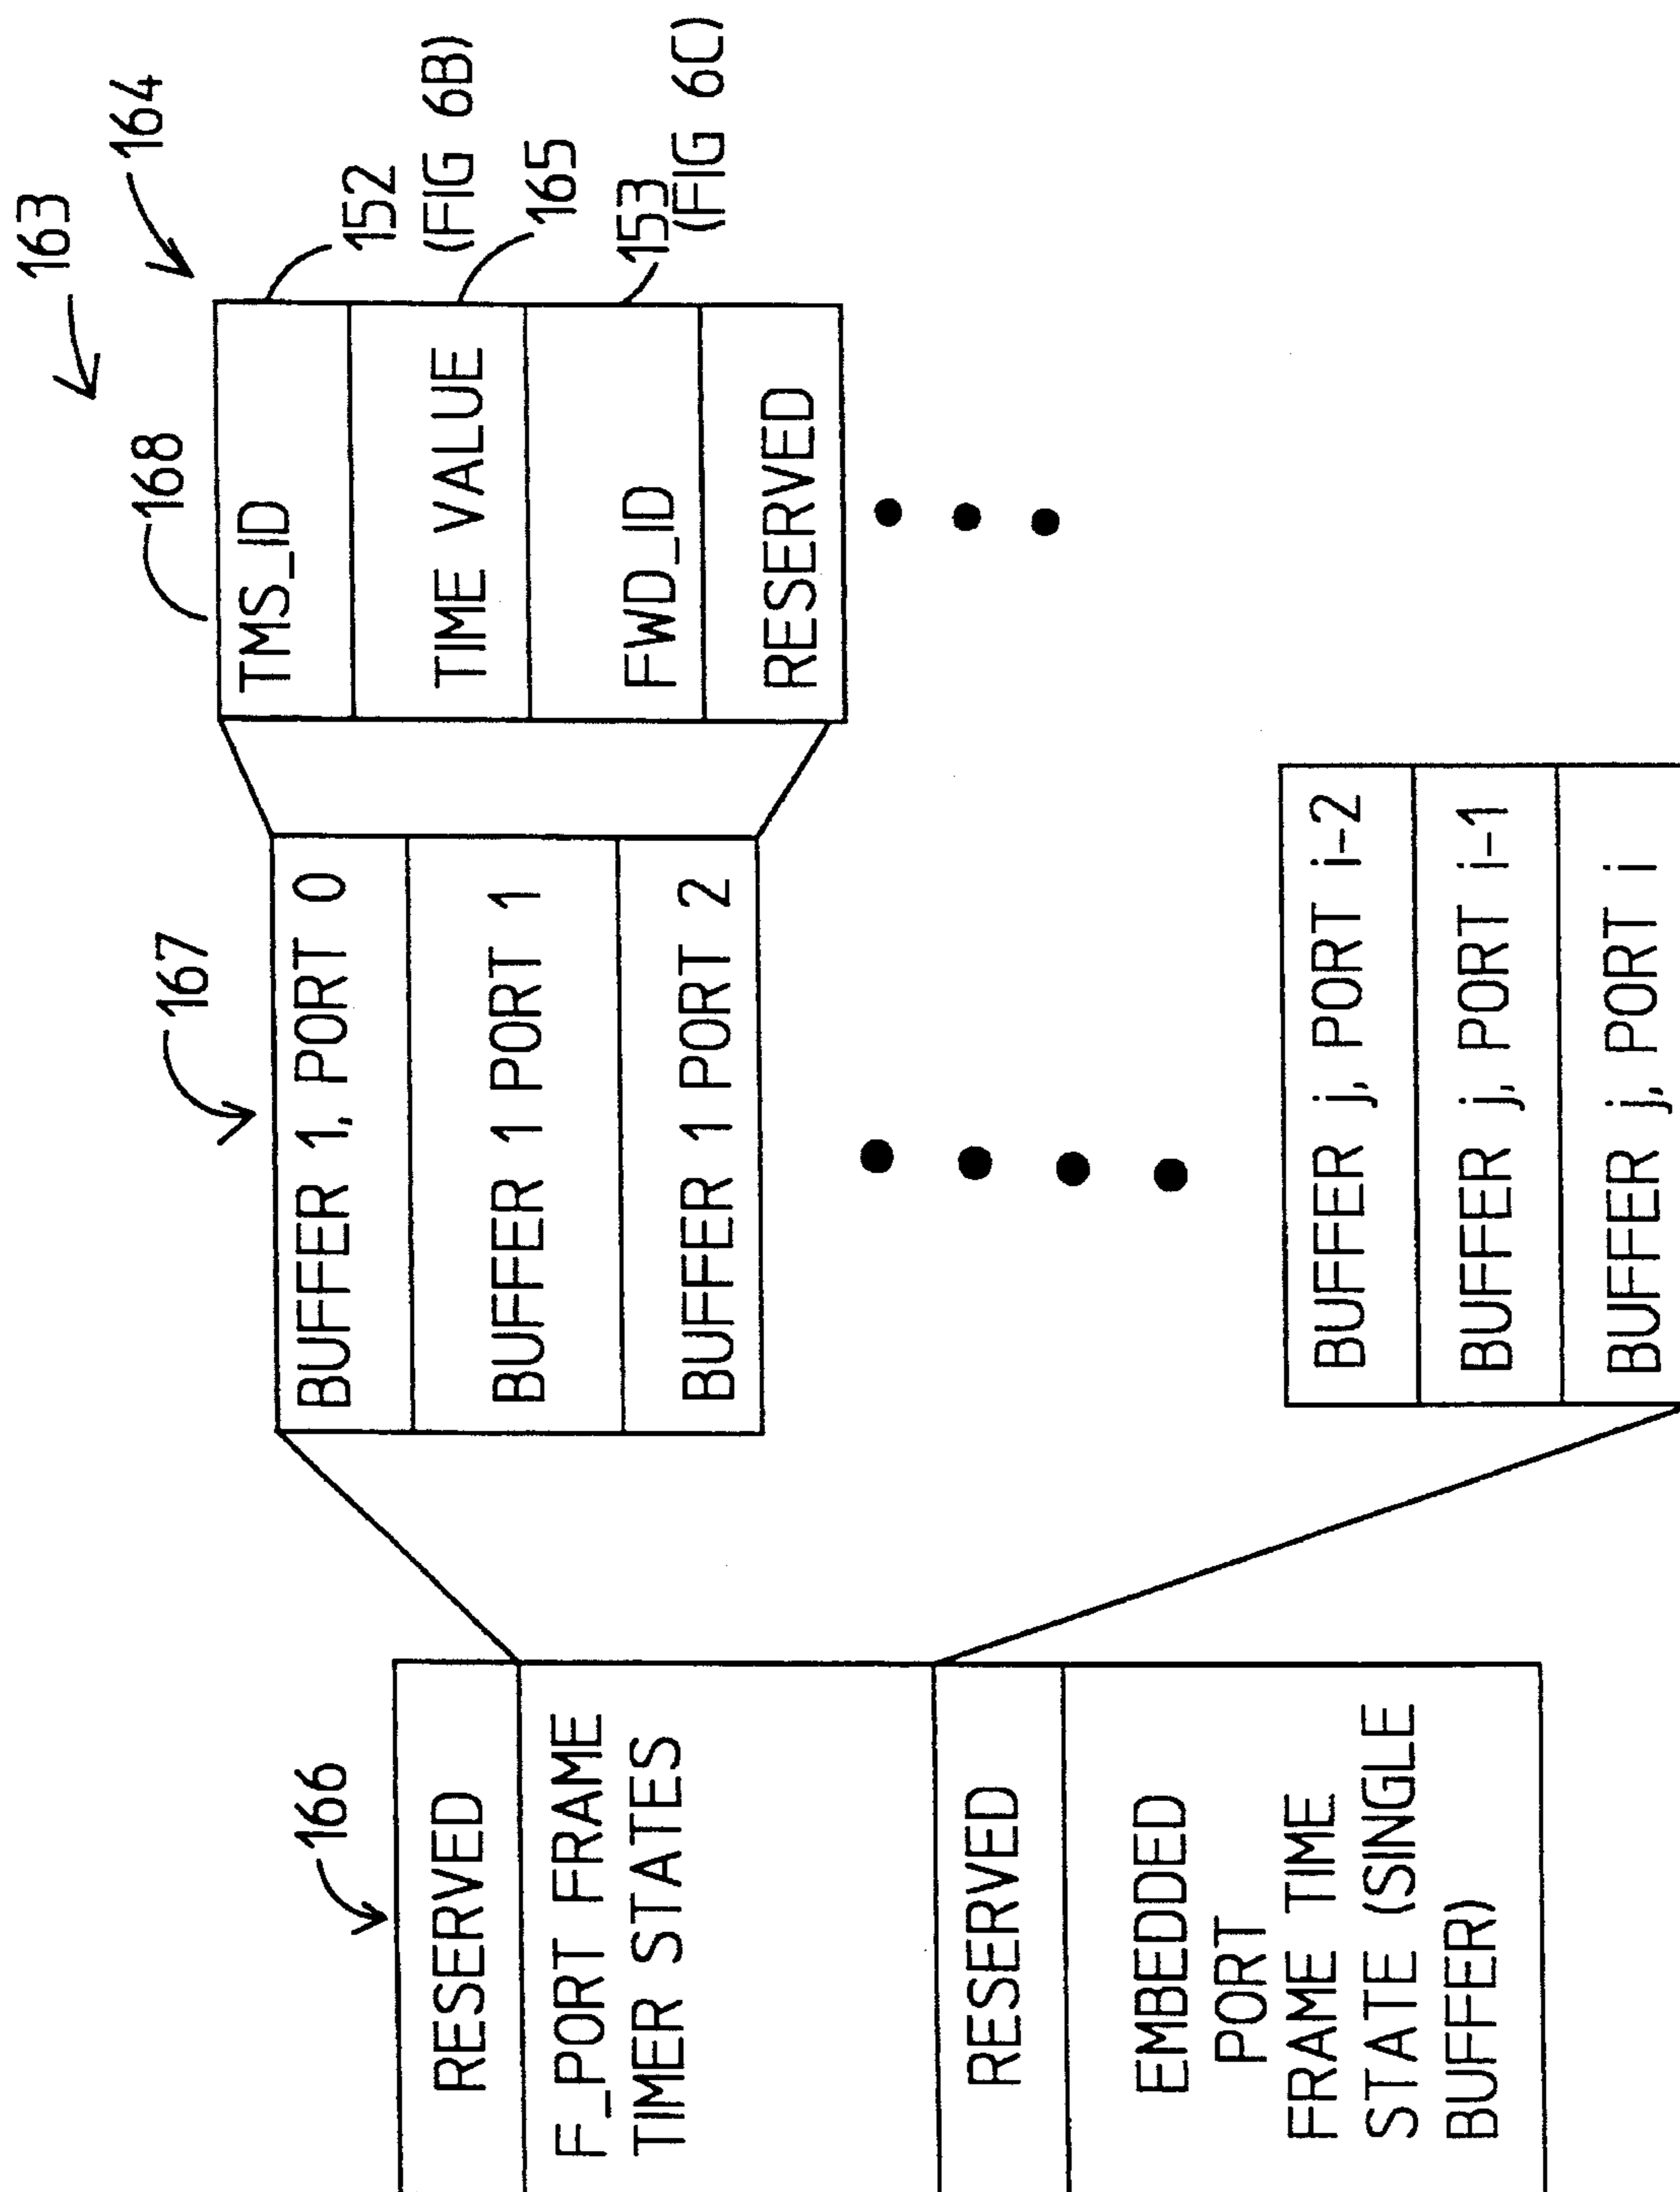 163
164
168
TMS_ID
152
(FIG 6B)
TIME VALUE
165
FWD_ID
153
(FIG 6C)
RESERVED
167
BUFFER 1, PORT 0
BUFFER 1 PORT 1
BUFFER 1 PORT 2
BUFFER j, PORT i-2
BUFFER j, PORT i-1
BUFFER j, PORT i
166
RESERVED
F_PORT FRAME
TIMER STATES
RESERVED
EMBEDDED
PORT
FRAME TIME
STATE (SINGLE
BUFFER)